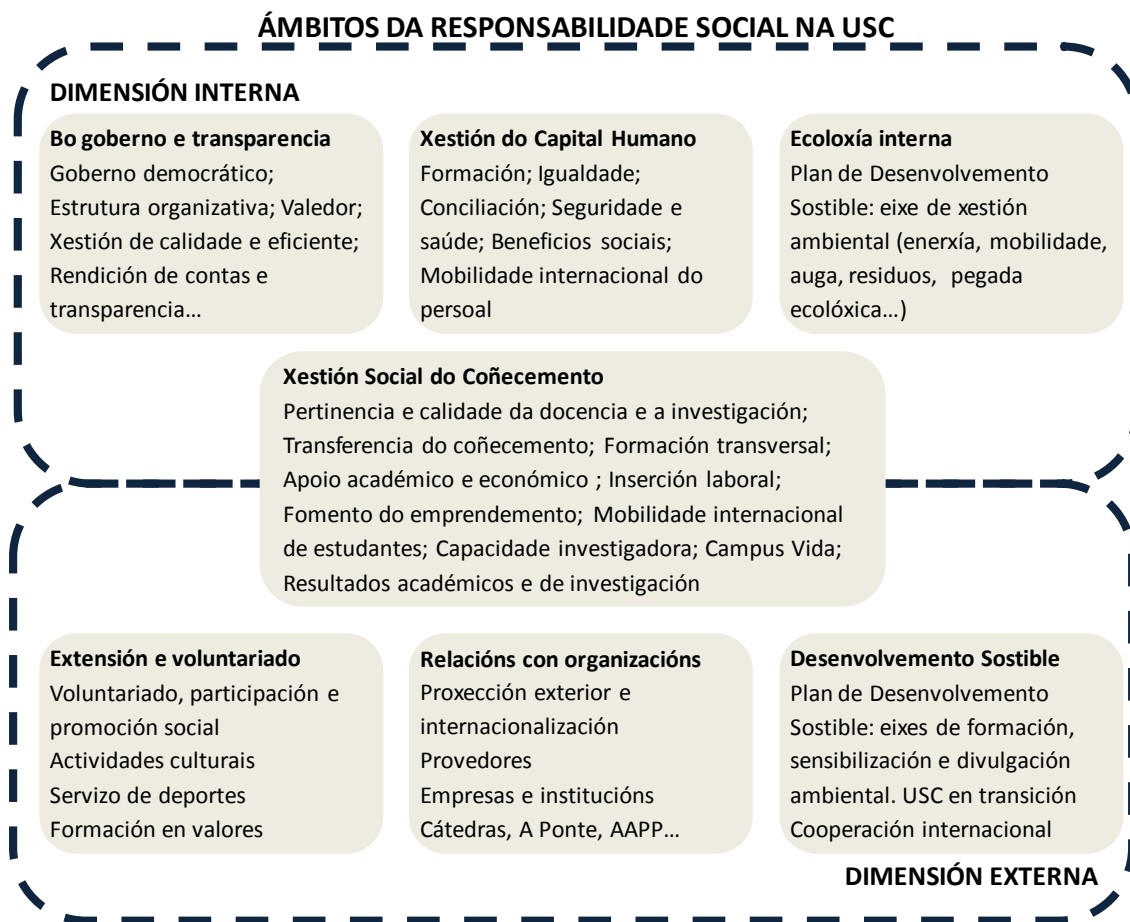 ÁMBITOS DA RESPONSABILIDADE SOCIAL NA USC
DIMENSIÓN INTERNA
Bo goberno e transparencia
Goberno democrático;
Estrutura organizativa; Valedor;
Xestión de calidade e eficiente;
Rendición de contas e
transparencia…
Xestión do Capital Humano
Formación; Igualdade;
Conciliación; Seguridade e
saúde; Beneficios sociais;
Mobilidade internacional do
persoal
Ecoloxía interna
Plan de Desenvolvemento
Sostible: eixe de xestión
ambiental (enerxía, mobilidade,
auga, residuos, pegada
ecolóxica…)
Xestión Social do Coñecemento
Pertinencia e calidade da docencia e a investigación;
Transferencia do coñecemento; Formación transversal;
Apoio académico e económico ; Inserción laboral;
Fomento do emprendemento; Mobilidade internacional
de estudantes; Capacidade investigadora; Campus Vida;
Resultados académicos e de investigación
Extensión e voluntariado
Voluntariado, participación e
promoción social
Actividades culturais
Servizo de deportes
Formación en valores
Relacións con organizacións
Proxección exterior e
internacionalización
Provedores
Empresas e institucións
Cátedras, A Ponte, AAPP…
Desenvolvemento Sostible
Plan de Desenvolvemento
Sostible: eixes de formación,
sensibilización e divulgación
ambiental. USC en transición
Cooperación internacional
DIMENSIÓN EXTERNA